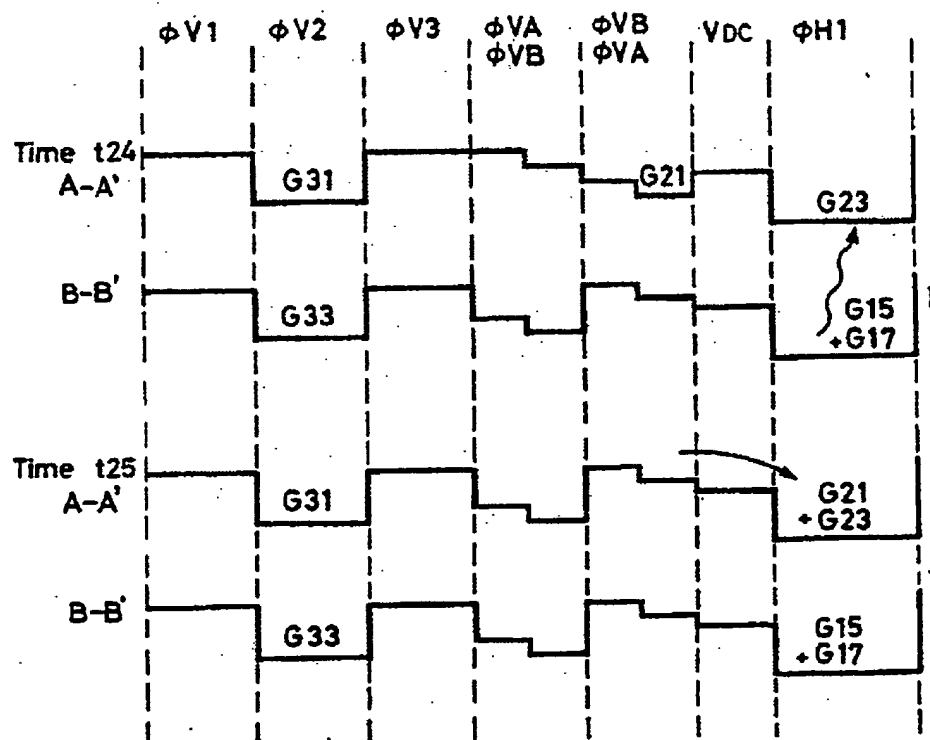 φV1 φV2 φV3 φVA φVB VDC φH1
φVB φVA
Time t24
A-A'
G31 G21 G23
B-B'
G33 G15
+G17
Time t25
A-A'
G31 G21
+G23
B-B'
G33 G15
+G17